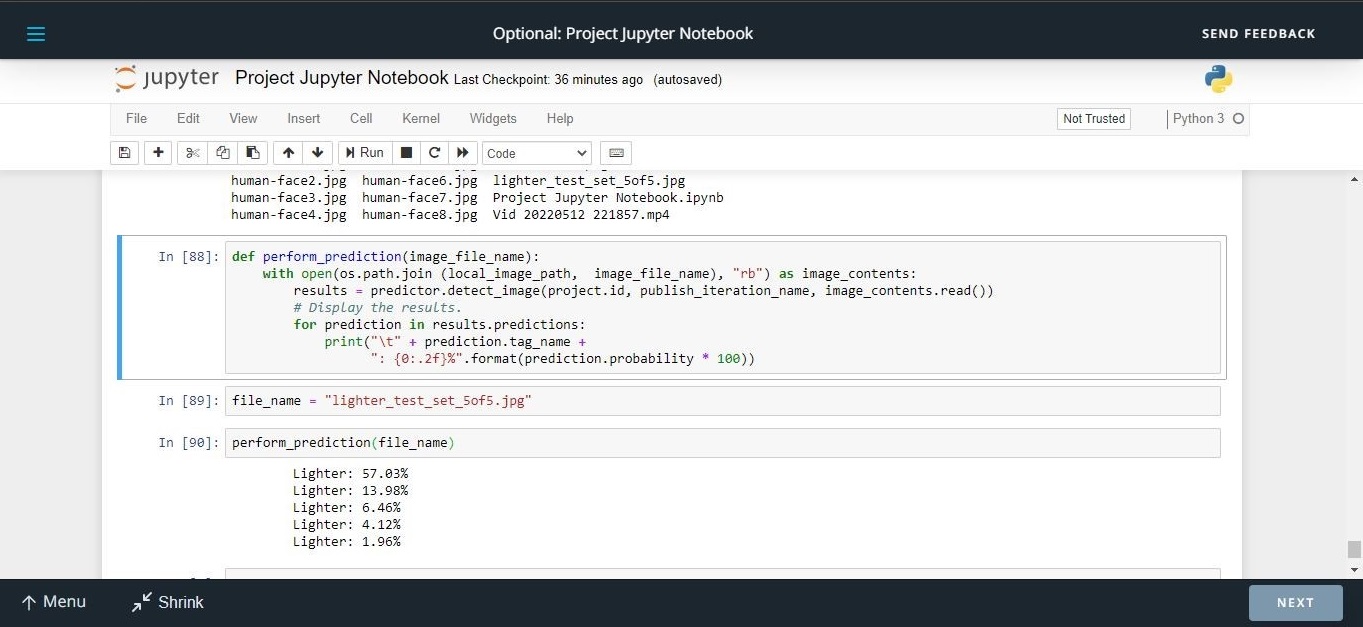 Optional: Project Jupyter Notebook
SEND FEEDBACK
jupyter Project Jupyter Notebook Last Checkpoint: 36 minutes ago (autosaved)
File Edit View Insert Cell Kernel Widgets Help
Not Trusted
Python 3
Run
Code
human-face2.jpg human-face6.jpg lighter_test_set_5of5.jpg
human-face3.jpg human-face7.jpg Project Jupyter Notebook.ipynb
human-face4.jpg human-face8.jpg Vid 20220512 221857.mp4
In [88]: def perform_prediction(image_file_name):
with open(os.path.join (local_image_path, image_file_name), "rb") as image_contents:
results = predictor.detect_image(project.id, publish_iteration_name, image_contents.read())
# Display the results.
for prediction in results.predictions:
print("\t" + prediction.tag_name +
": {0:.2f}%".format(prediction.probability * 100))
In [89]: file_name = "lighter_test_set_5of5.jpg"
In [90]: perform_prediction(file_name)
Lighter: 57.03%
Lighter: 13.98%
Lighter: 6.46%
Lighter: 4.12%
Lighter: 1.96%
Menu
Shrink
NEXT